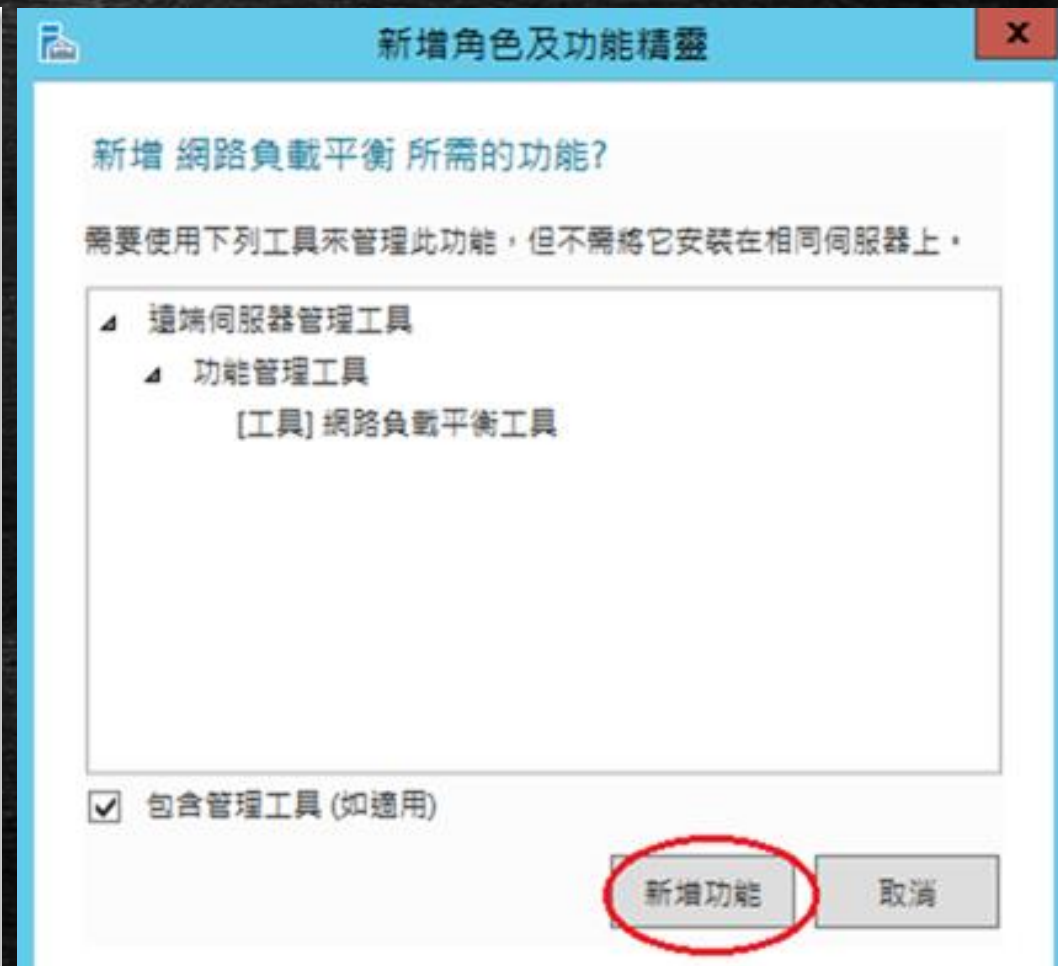 新增角色及功能精靈
x
新增 網路負載平衡 所需的功能?
需要使用下列工具來管理此功能，但不需將它安裝在相同伺服器上。
遠端伺服器管理工具
功能管理工具
[工具] 網路負載平衡工具
包含管理工具 (如適用)
新增功能 取消